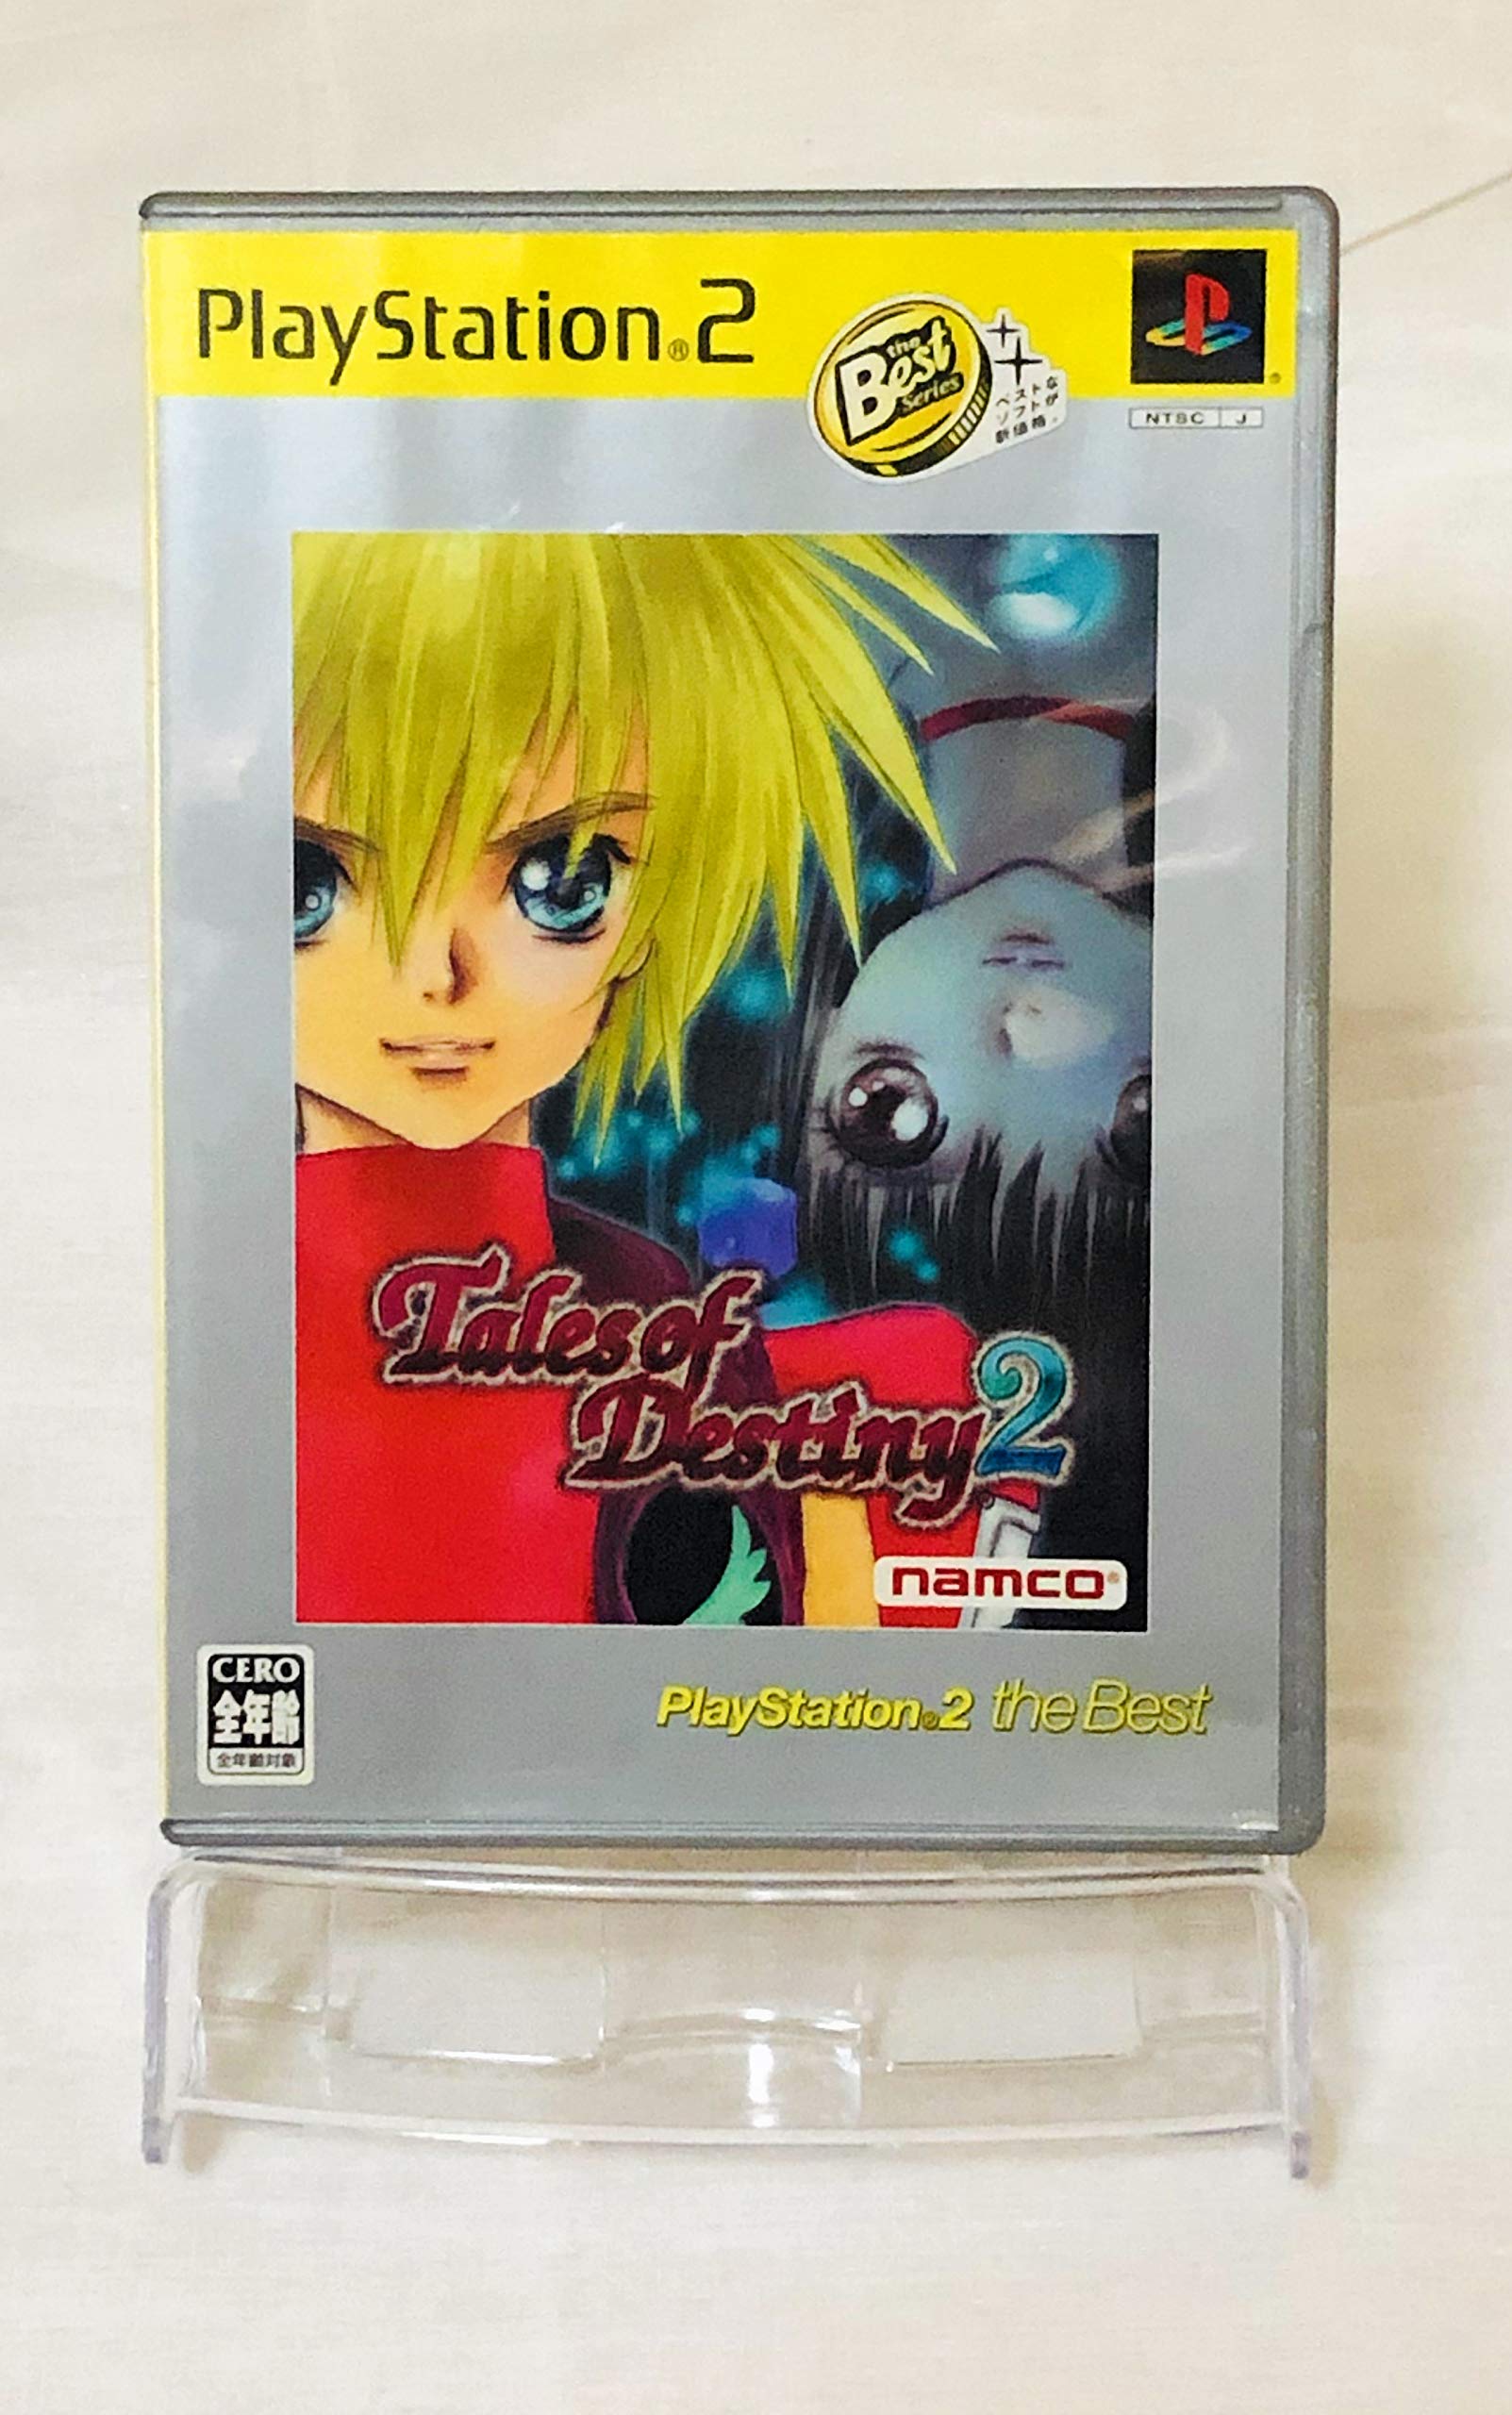 PlayStation®2
the
Best
series
ベストな
ソフトが
新価格。
NTSC J
Tales of
Destiny 2
namco®
CERO
全年齢
全年齢対象
PlayStation®2 the Best